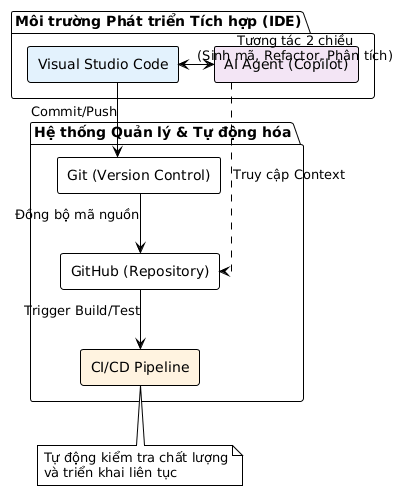 Môi trường Phát triển Tích hợp (IDE)
Tương tác 2 chiều
(Sinh mã, Refactor, Phân tích)
Visual Studio Code
AI Agent (Copilot)
Commit/Push
Hệ thống Quản lý & Tự động hóa
Git (Version Control)
Truy cập Context
Đồng bộ mã nguồn
GitHub (Repository)
Trigger Build/Test
CI/CD Pipeline
Tự động kiểm tra chất lượng
và triển khai liên tục